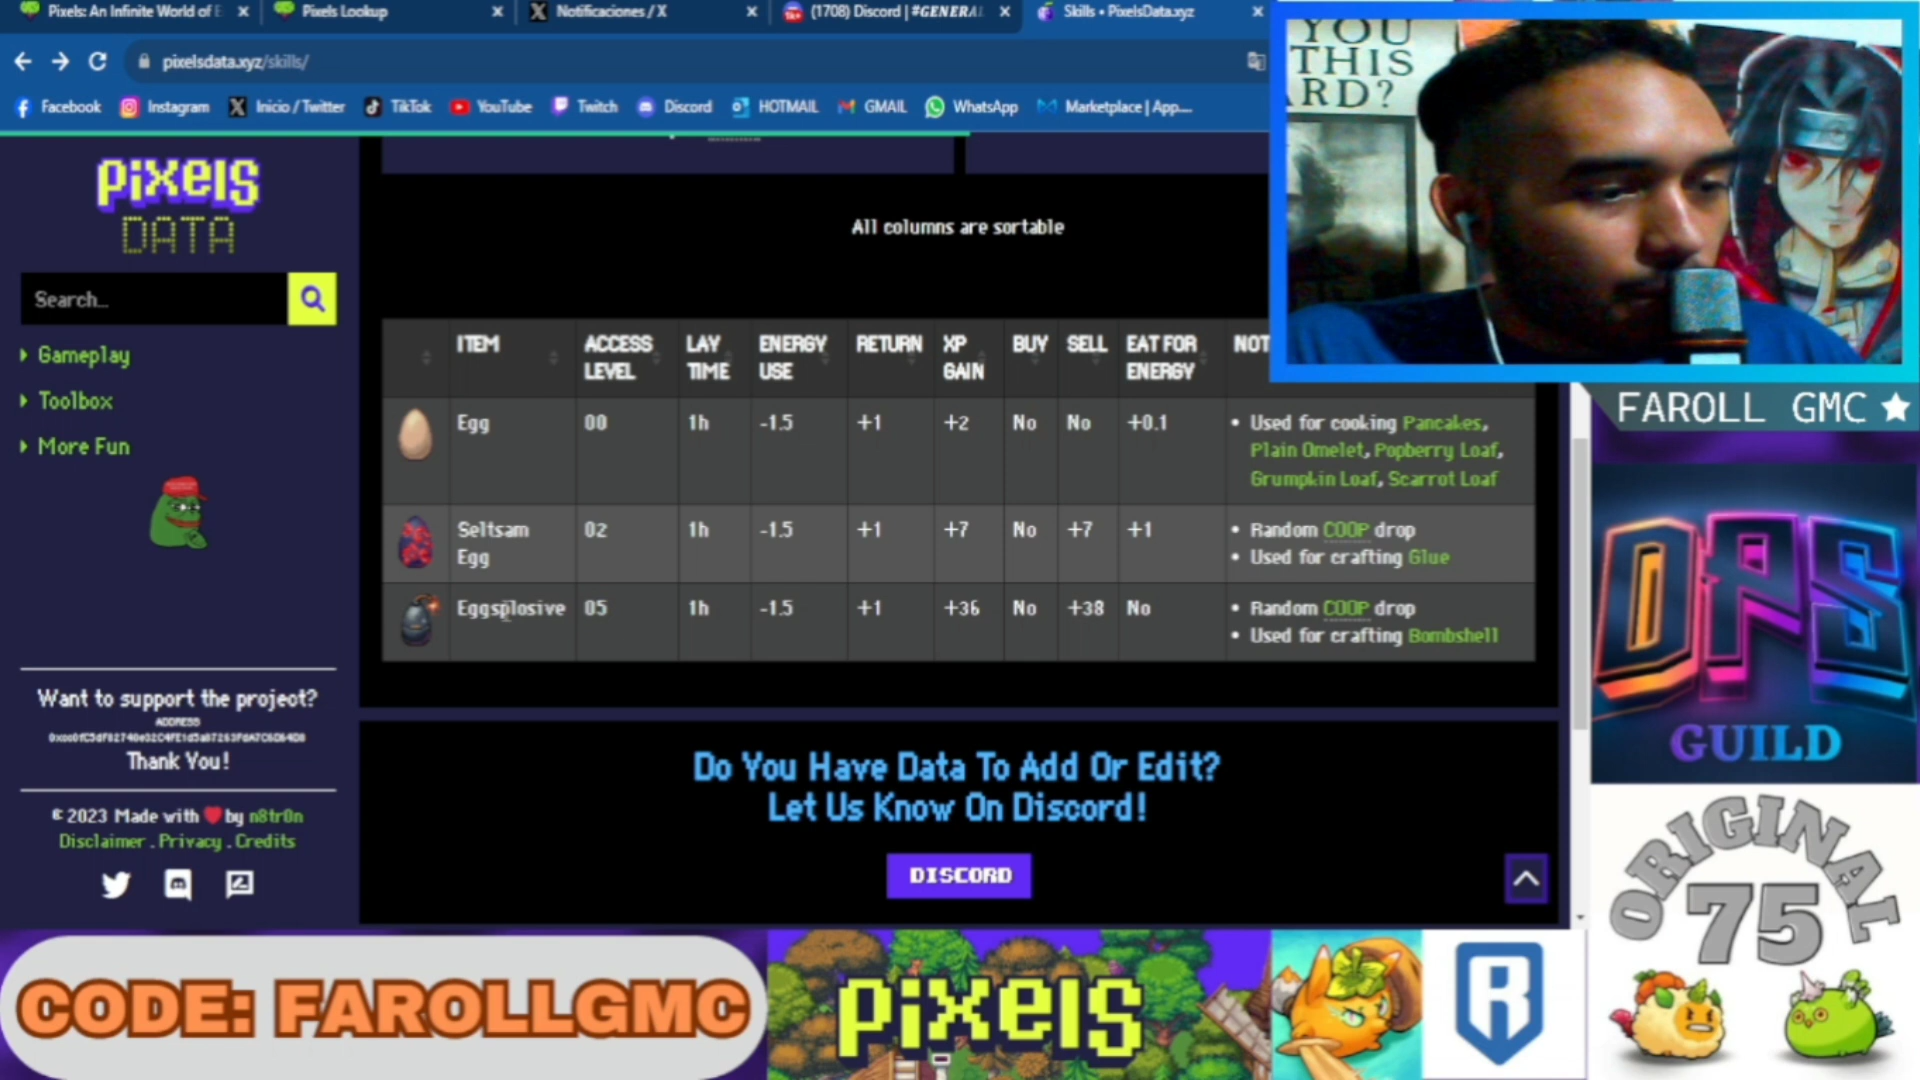 Pixels: An Infinite World of E
Pixels Lookup
Notificaciones / X
(1708) Discord | #GENERAL
Skills • PixelsData.xyz
pixelsdata.xyz/skills/
Facebook
Instagram
Inicio / Twitter
TikTok
YouTube
Twitch
Discord
HOTMAIL
GMAIL
WhatsApp
Marketplace | App....
YOU
THIS
ARD?
pixels
DATA
Search...
Gameplay
Toolbox
More Fun
Want to support the project?
ADDRESS
Thank You!
© 2023 Made with ❤ by n8tr0n
Disclaimer . Privacy . Credits
All columns are sortable
ITEM ACCESS LEVEL LAY TIME ENERGY USE RETURN XP GAIN BUY SELL EAT FOR ENERGY NOT
Egg 00 1h -1.5 +1 +2 No No +0.1
• Used for cooking Pancakes,
Plain Omelet, Popberry Loaf,
Grumpkin Loaf, Scarrot Loaf
Seltsam Egg 02 1h -1.5 +1 +7 No +7 +1
• Random COOP drop
• Used for crafting Glue
Eggsplosive 05 1h -1.5 +1 +36 No +38 No
• Random COOP drop
• Used for crafting Bombshell
Do You Have Data To Add Or Edit?
Let Us Know On Discord!
DISCORD
FAROLL GMC
OPS
GUILD
ORIGINAL
75
CODE: FAROLLGMC
pixels
R